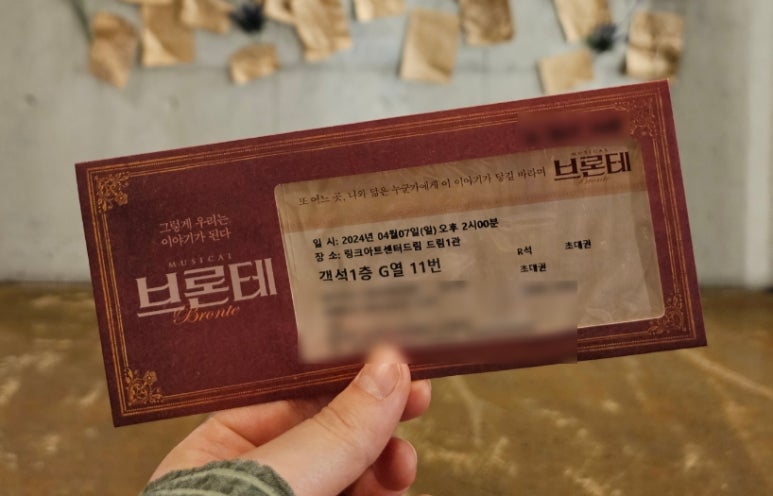 그렇게 우리는
이야기가 된다
MUSICAL
브론테
Bronte
또 어느 곳, 나와 닮은 누군가에게 이 이야기가 닿길 바라며
MUSICAL
브론테
Bronte
일 시: 2024년 04월07일(일) 오후 2시00분
장 소: 링크아트센터드림 드림1관
R석 초대권
객석1층 G열 11번
초대권